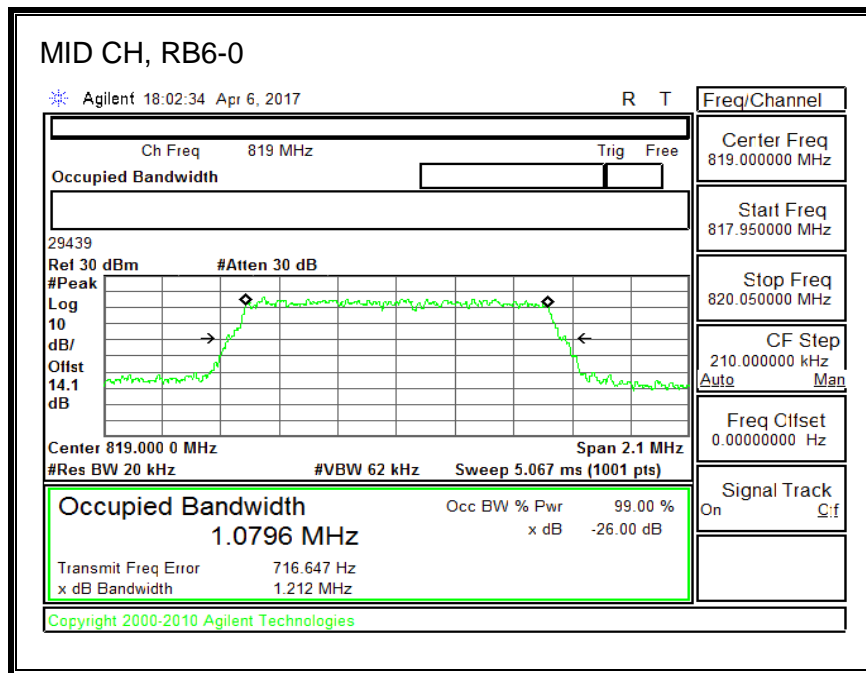 MID CH, RB6-0
Agilent 18:02:34 Apr 6, 2017 R T
Freq/Channel
Ch Freq 819 MHz Trig Free
Occupied Bandwidth
Center Freq
819.000000 MHz
Start Freq
817.950000 MHz
Stop Freq
820.050000 MHz
CF Step
210.000000 kHz
Auto Man
Freq Offset
0.00000000 Hz
Signal Track
On Off
29439
Ref 30 dBm #Atten 30 dB
#Peak
Log
10
dB/
Offst
14.1
dB
Center 819.000 0 MHz Span 2.1 MHz
#Res BW 20 kHz #VBW 62 kHz Sweep 5.067 ms (1001 pts)
Occupied Bandwidth Occ BW % Pwr 99.00 %
1.0796 MHz x dB -26.00 dB
Transmit Freq Error 716.647 Hz
x dB Bandwidth 1.212 MHz
Copyright 2000-2010 Agilent Technologies